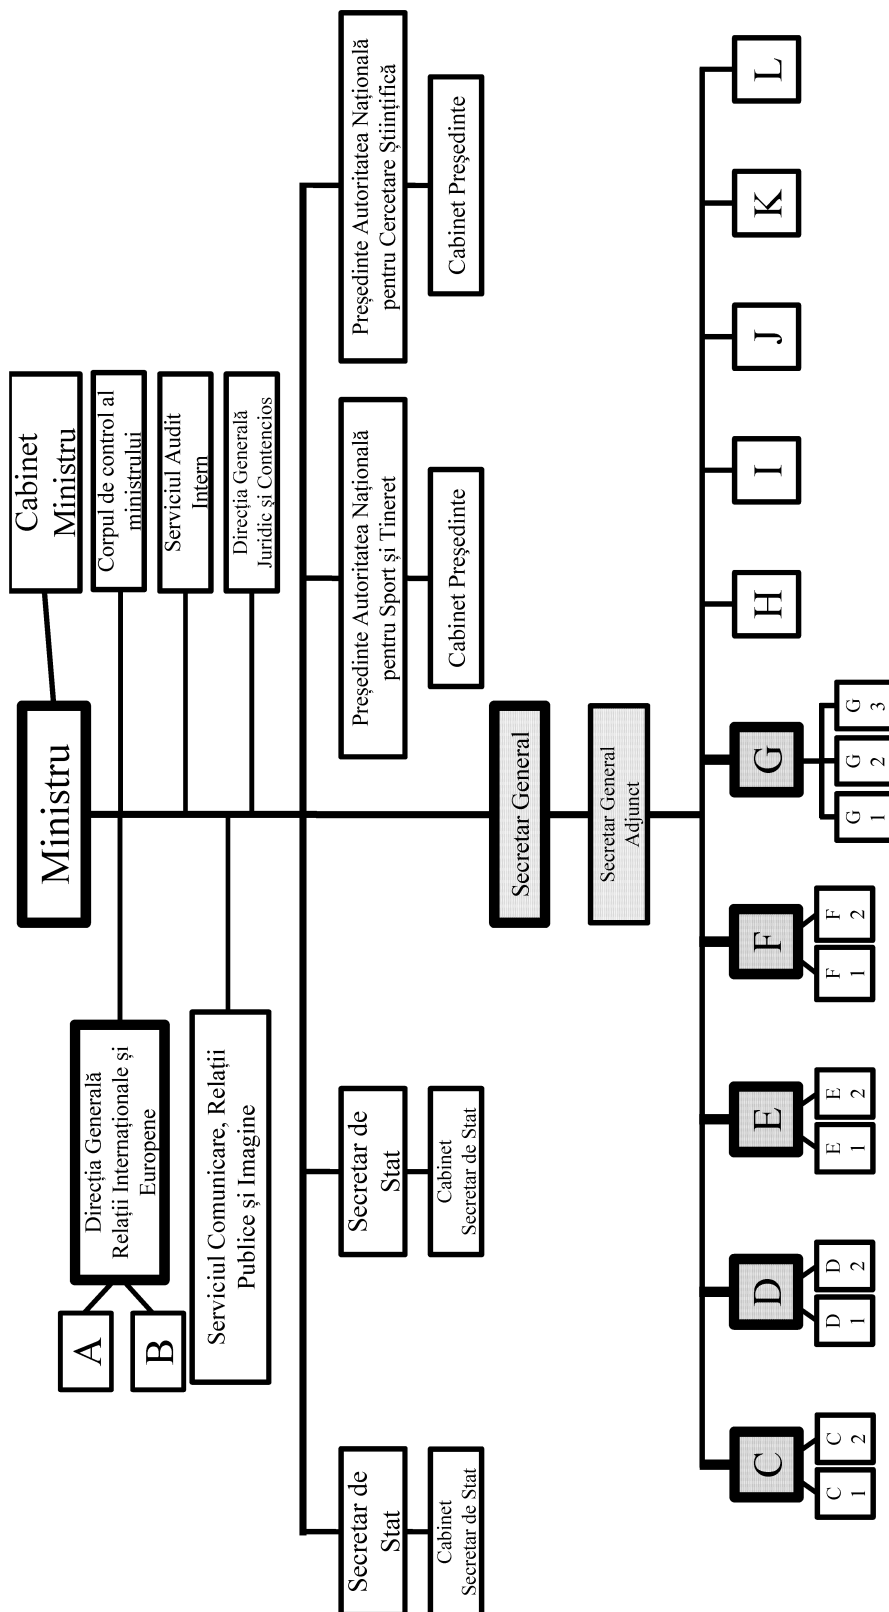 Ministru
Cabinet
Ministru
Corpul de control al
ministrului
Serviciul Audit
Intern
Direcția Generală
Juridic și Contencios
Direcția Generală
Relații Internaționale și
Europene
A
B
Serviciul Comunicare, Relații
Publice și Imagine
Secretar de
Stat
Cabinet
Secretar de Stat
Secretar de
Stat
Cabinet
Secretar de Stat
Președinte Autoritatea Națională
pentru Sport și Tineret
Cabinet Președinte
Președinte Autoritatea Națională
pentru Cercetare Științifică
Cabinet Președinte
Secretar General
Secretar General
Adjunct
C
D
E
F
G
H
I
J
K
L
C
1
C
2
D
1
D
2
E
1
E
2
F
1
F
2
G
1
G
2
G
3